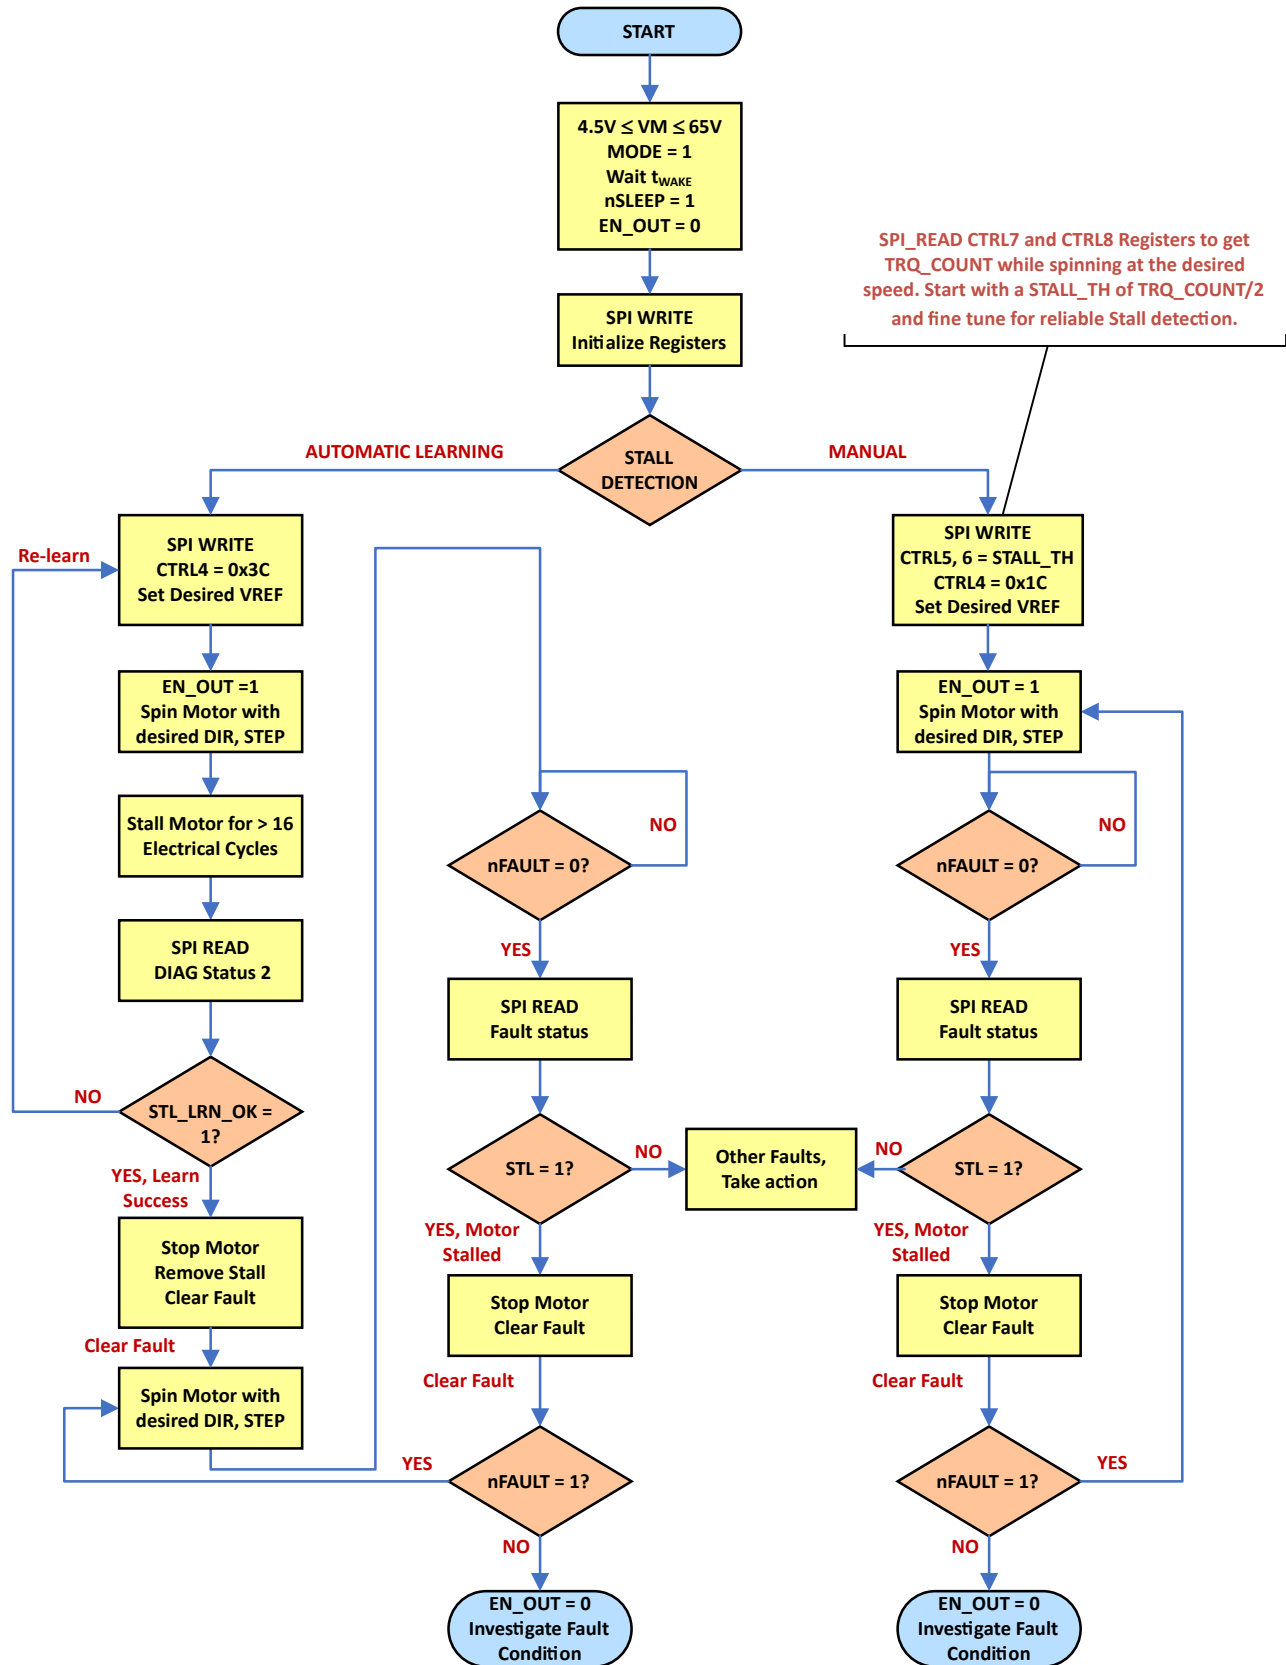 START
4.5V ≤ VM ≤ 65V
MODE = 1
Wait tWAKE
nSLEEP = 1
EN_OUT = 0
SPI_READ CTRL7 and CTRL8 Registers to get
TRQ_COUNT while spinning at the desired
speed. Start with a STALL_TH of TRQ_COUNT/2
and fine tune for reliable Stall detection.
SPI WRITE
Initialize Registers
STALL
DETECTION
AUTOMATIC LEARNING
MANUAL
Re-learn
SPI WRITE
CTRL4 = 0x3C
Set Desired VREF
EN_OUT =1
Spin Motor with
desired DIR, STEP
Stall Motor for > 16
Electrical Cycles
SPI READ
DIAG Status 2
STL_LRN_OK =
1?
NO
YES, Learn
Success
Stop Motor
Remove Stall
Clear Fault
Clear Fault
Spin Motor with
desired DIR, STEP
nFAULT = 0?
NO
YES
SPI READ
Fault status
STL = 1?
NO
Other Faults,
Take action
YES, Motor
Stalled
Stop Motor
Clear Fault
Clear Fault
nFAULT = 1?
YES
NO
EN_OUT = 0
Investigate Fault
Condition
SPI WRITE
CTRL5, 6 = STALL_TH
CTRL4 = 0x1C
Set Desired VREF
EN_OUT = 1
Spin Motor with
desired DIR, STEP
nFAULT = 0?
NO
YES
SPI READ
Fault status
STL = 1?
NO
YES, Motor
Stalled
Stop Motor
Clear Fault
Clear Fault
nFAULT = 1?
YES
NO
EN_OUT = 0
Investigate Fault
Condition